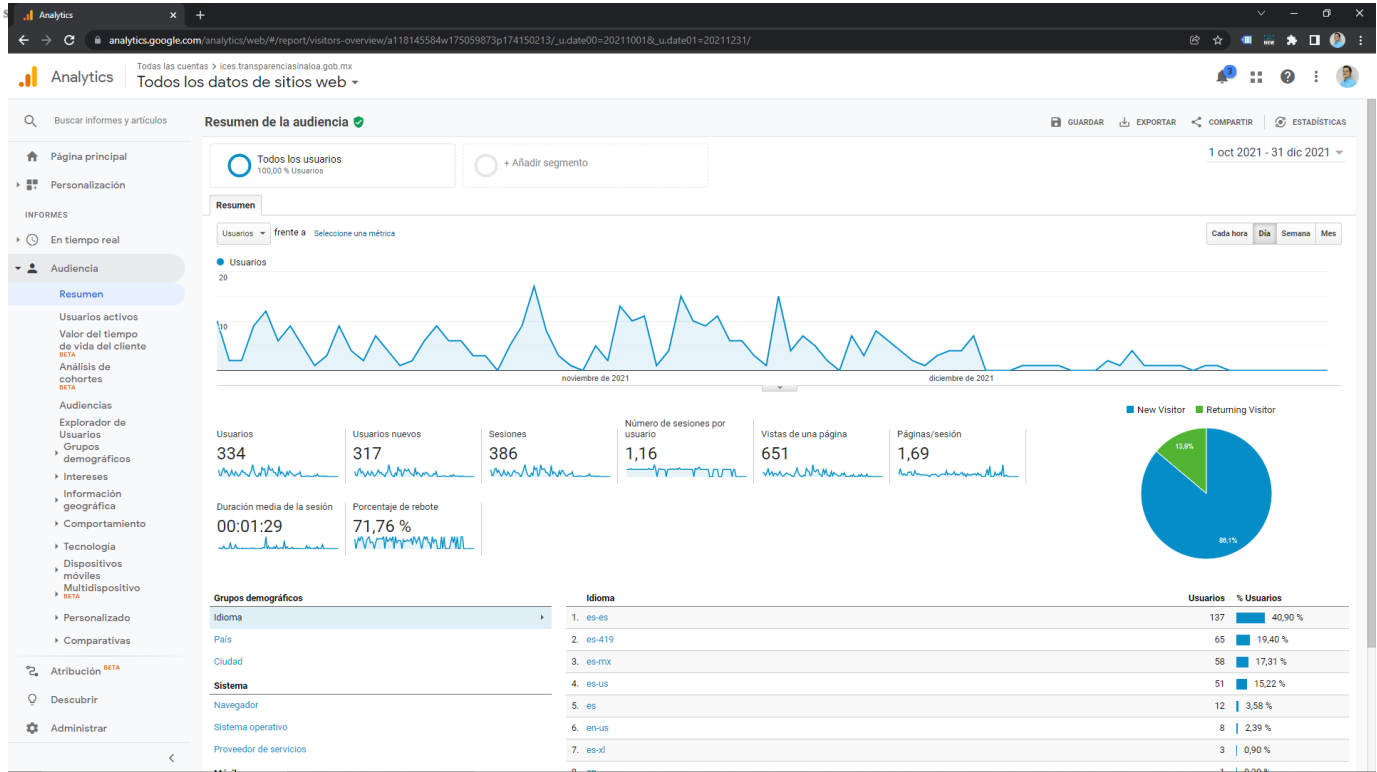 Analytics
analytics.google.com/analytics/web/#/report/visitors-overview/a118145584w175059873p174150213/_u.date00=20211001&_u.date01=20211231/
NEW
Analytics
Todas las cuentas > ices.transparenciasinaloa.gob.mx
Todos los datos de sitios web
3
Buscar informes y artículos
Página principal
Personalización
INFORMES
En tiempo real
Audiencia
Resumen
Usuarios activos
Valor del tiempo
de vida del cliente
BETA
Análisis de
cohortes
BETA
Audiencias
Explorador de
Usuarios
Grupos
demográficos
Intereses
Información
geográfica
Comportamiento
Tecnología
Dispositivos
móviles
Multidispositivo
BETA
Personalizado
Comparativas
Atribución BETA
Descubrir
Administrar
Resumen de la audiencia
GUARDAR EXPORTAR COMPARTIR ESTADÍSTICAS
Todos los usuarios
100,00 % Usuarios
+ Añadir segmento
1 oct 2021 - 31 dic 2021
Resumen
Usuarios frente a Seleccione una métrica
Cada hora Día Semana Mes
Usuarios
20
10
noviembre de 2021 diciembre de 2021
New Visitor Returning Visitor
Usuarios
334
Usuarios nuevos
317
Sesiones
386
Número de sesiones por
usuario
1,16
Vistas de una página
651
Páginas/sesión
1,69
Duración media de la sesión
00:01:29
Porcentaje de rebote
71,76 %
13,9%
86,1%
Grupos demográficos
Idioma
País
Ciudad
Sistema
Navegador
Sistema operativo
Proveedor de servicios
Idioma Usuarios % Usuarios
1. es-es 137 40,90 %
2. es-419 65 19,40 %
3. es-mx 58 17,31 %
4. es-us 51 15,22 %
5. es 12 3,58 %
6. en-us 8 2,39 %
7. es-xl 3 0,90 %